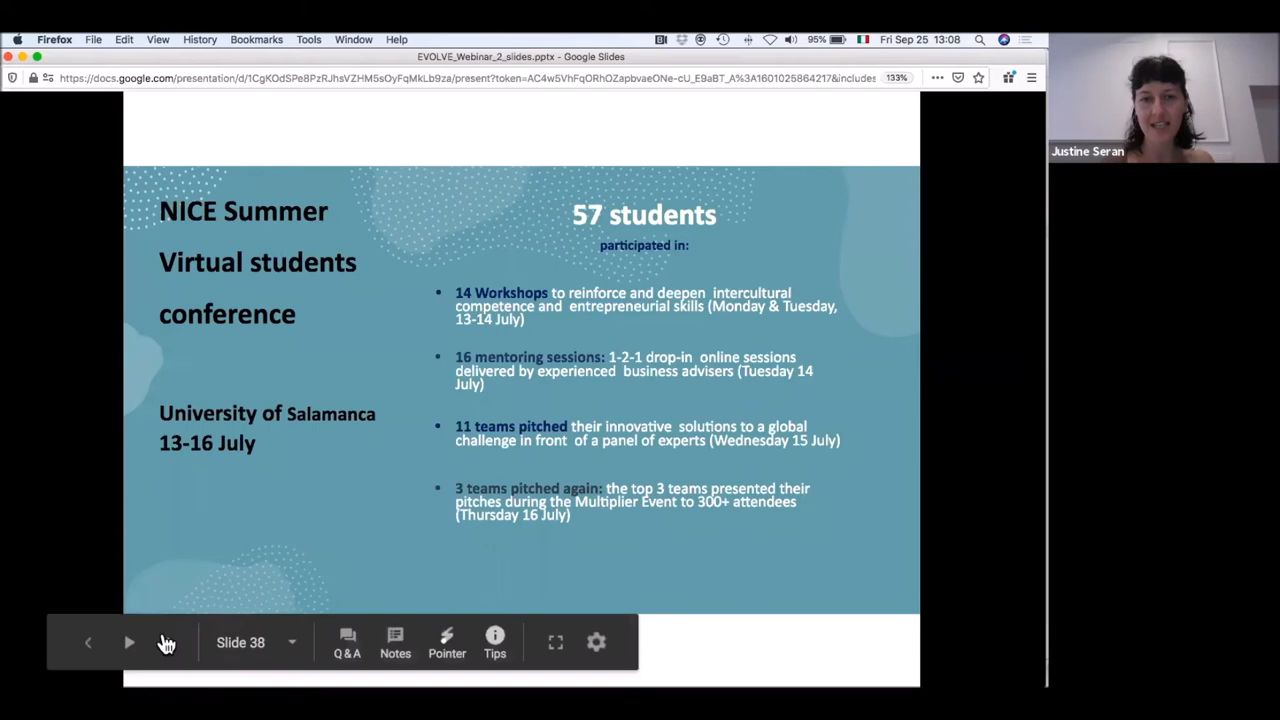 Firefox File Edit View History Bookmarks Tools Window Help 95% Fri Sep 25 13:08
EVOLVE_Webinar_2_slides.pptx - Google Slides
https://docs.google.com/presentation/d/1CgKOdSPe8PzRJhsVZHM5sOyFqMkLb9za/present?token=AC4w5VhFqORhOZapbvaeONe-cU_E9aBT_A%3A1601025864217&includes 133%
Justine Seran
NICE Summer
Virtual students
conference
University of Salamanca
13-16 July
57 students
participated in:
• 14 Workshops to reinforce and deepen intercultural
competence and entrepreneurial skills (Monday & Tuesday,
13-14 July)
• 16 mentoring sessions: 1-2-1 drop-in online sessions
delivered by experienced business advisers (Tuesday 14
July)
• 11 teams pitched their innovative solutions to a global
challenge in front of a panel of experts (Wednesday 15 July)
• 3 teams pitched again: the top 3 teams presented their
pitches during the Multiplier Event to 300+ attendees
(Thursday 16 July)
Slide 38
Q&A Notes Pointer Tips